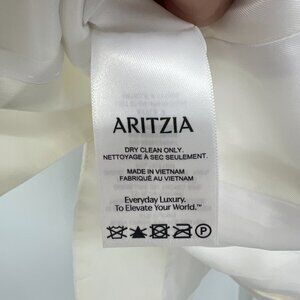 ARITZIA
DRY CLEAN ONLY.
NETTOYAGE À SEC SEULEMENT.
MADE IN VIETNAM
FABRIQUÉ AU VIETNAM
Everyday Luxury.
To Elevate Your World.™
P